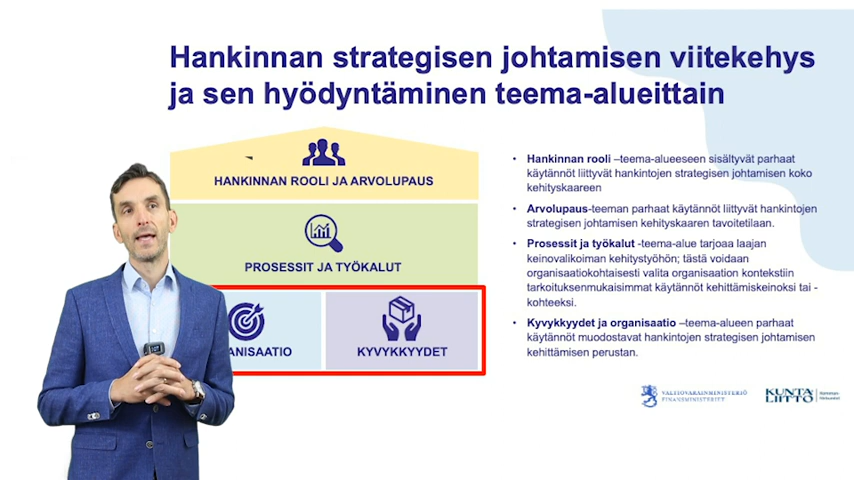 Hankinnan strategisen johtamisen viitekehys
ja sen hyödyntäminen teema-alueittain
HANKINNAN ROOLI JA ARVOLUPAUS
PROSESSIT JA TYÖKALUT
ANISAATIO
KYVYKKYYDET
• Hankinnan rooli –teema-alueeseen sisältyvät parhaat
käytännöt liittyvät hankintojen strategisen johtamisen koko
kehityskaareen
• Arvolupaus-teeman parhaat käytännöt liittyvät hankintojen
strategisen johtamisen kehityskaaren tavoitetilaan.
• Prosessit ja työkalut -teema-alue tarjoaa laajan
keinovalikoiman kehitystyöhön; tästä voidaan
organisaatiokohtaisesti valita organisaation kontekstiin
tarkoituksenmukaisimmat käytännöt kehittämiskeinoksi tai -
kohteeksi.
• Kyvykkyydet ja organisaatio –teema-alueen parhaat
käytännöt muodostavat hankintojen strategisen johtamisen
kehittämisen perustan.
VALTIOVARAINMINISTERIÖ
FINANSMINISTERIET
KUNTA
LIITTO